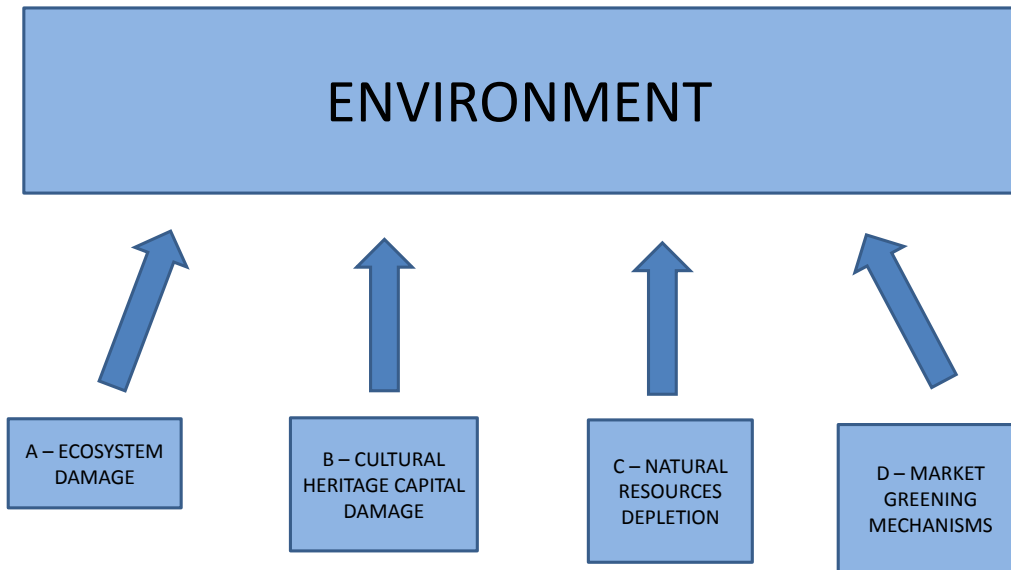 ENVIRONMENT
A – ECOSYSTEM
DAMAGE
B – CULTURAL
HERITAGE CAPITAL
DAMAGE
C – NATURAL
RESOURCES
DEPLETION
D – MARKET
GREENING
MECHANISMS